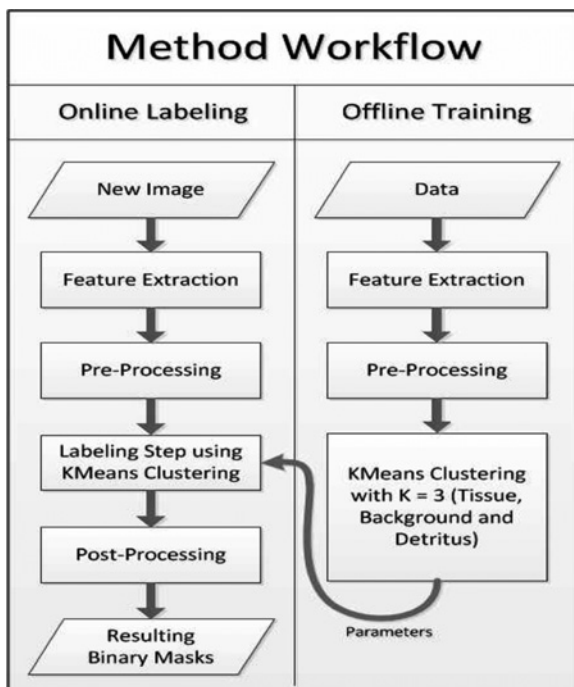 Method Workflow
Online Labeling
Offline Training
New Image
Feature Extraction
Pre-Processing
Labeling Step using
KMeans Clustering
Post-Processing
Resulting
Binary Masks
Data
Feature Extraction
Pre-Processing
KMeans Clustering
with K = 3 (Tissue,
Background and
Detritus)
Parameters